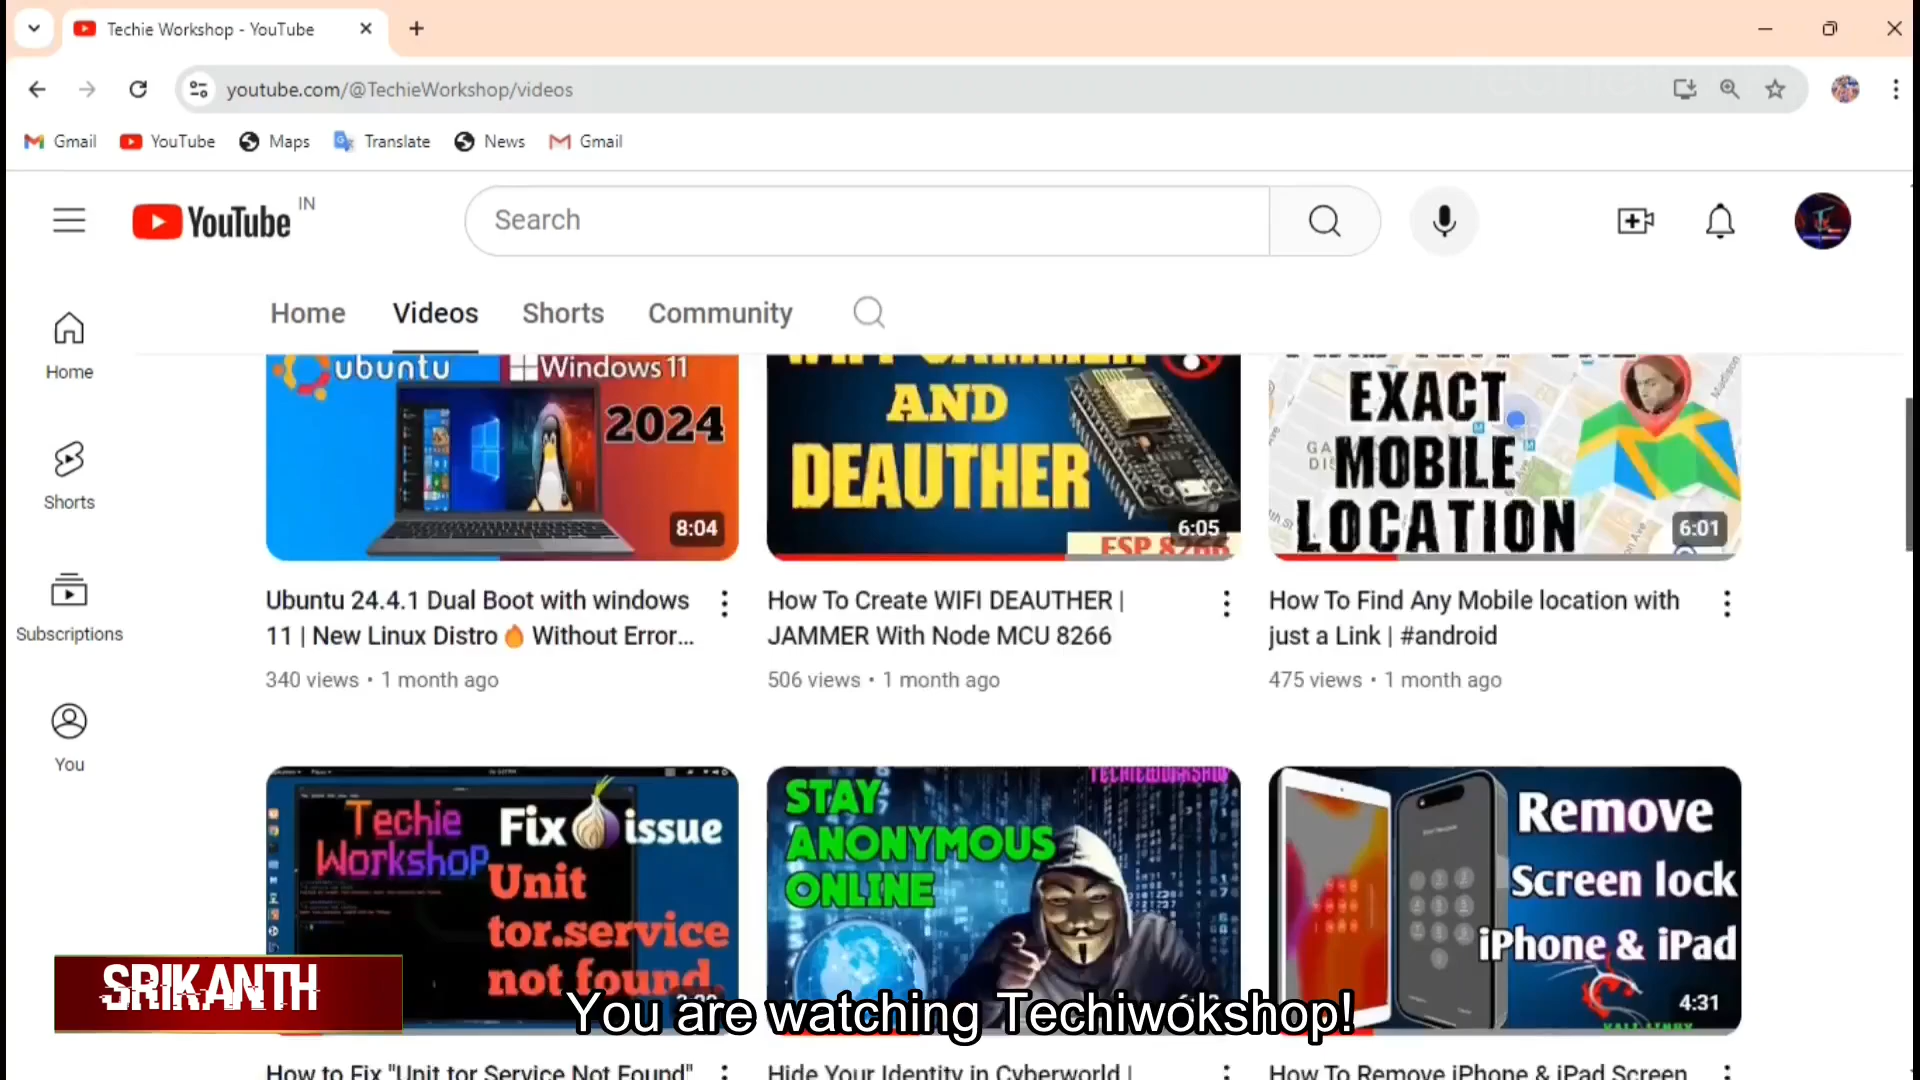 Techie Workshop - YouTube
youtube.com/@TechieWorkshop/videos
Gmail
YouTube
Maps
Translate
News
Gmail
YouTube
IN
Search
Home
Videos
Shorts
Community
Home
Shorts
Subscriptions
You
ubuntu
Windows 11
2024
8:04
AND
DEAUTHER
6:05
ESP 8266
EXACT
MOBILE
LOCATION
6:01
Ubuntu 24.4.1 Dual Boot with windows
11 | New Linux Distro🔥 Without Error...
340 views • 1 month ago
How To Create WIFI DEAUTHER |
JAMMER With Node MCU 8266
506 views • 1 month ago
How To Find Any Mobile location with
just a Link | #android
475 views • 1 month ago
Techie
Workshop
Fix issue
Unit
tor.service
not found.
STAY
ANONYMOUS
ONLINE
Remove
Screen lock
iPhone & iPad
4:31
KALI LINUX
SRIKANTH
You are watching Techiwokshop!
How to Fix "Unit tor Service Not Found"
Hide Your Identity in Cyberworld |
How To Remove iPhone & iPad Screen